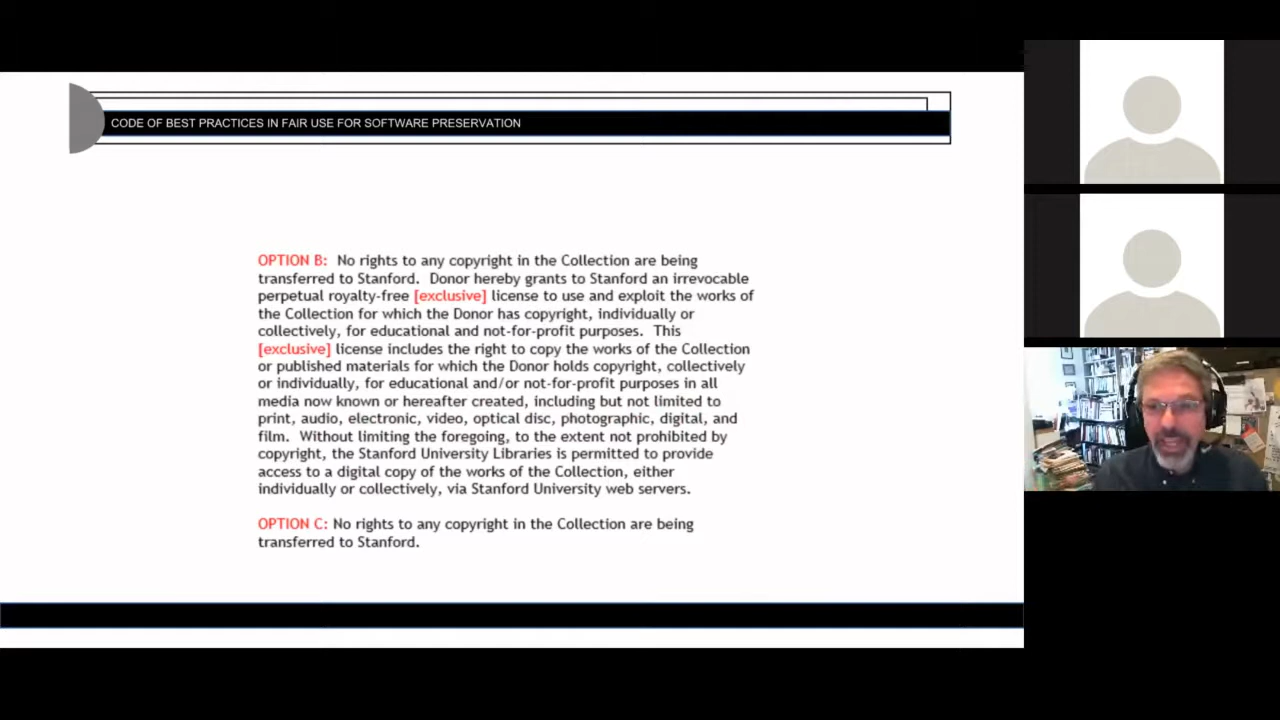 CODE OF BEST PRACTICES IN FAIR USE FOR SOFTWARE PRESERVATION
OPTION B: No rights to any copyright in the Collection are being
transferred to Stanford. Donor hereby grants to Stanford an irrevocable
perpetual royalty-free [exclusive] license to use and exploit the works of
the Collection for which the Donor has copyright, individually or
collectively, for educational and not-for-profit purposes. This
[exclusive] license includes the right to copy the works of the Collection
or published materials for which the Donor holds copyright, collectively
or individually, for educational and/or not-for-profit purposes in all
media now known or hereafter created, including but not limited to
print, audio, electronic, video, optical disc, photographic, digital, and
film. Without limiting the foregoing, to the extent not prohibited by
copyright, the Stanford University Libraries is permitted to provide
access to a digital copy of the works of the Collection, either
individually or collectively, via Stanford University web servers.
OPTION C: No rights to any copyright in the Collection are being
transferred to Stanford.